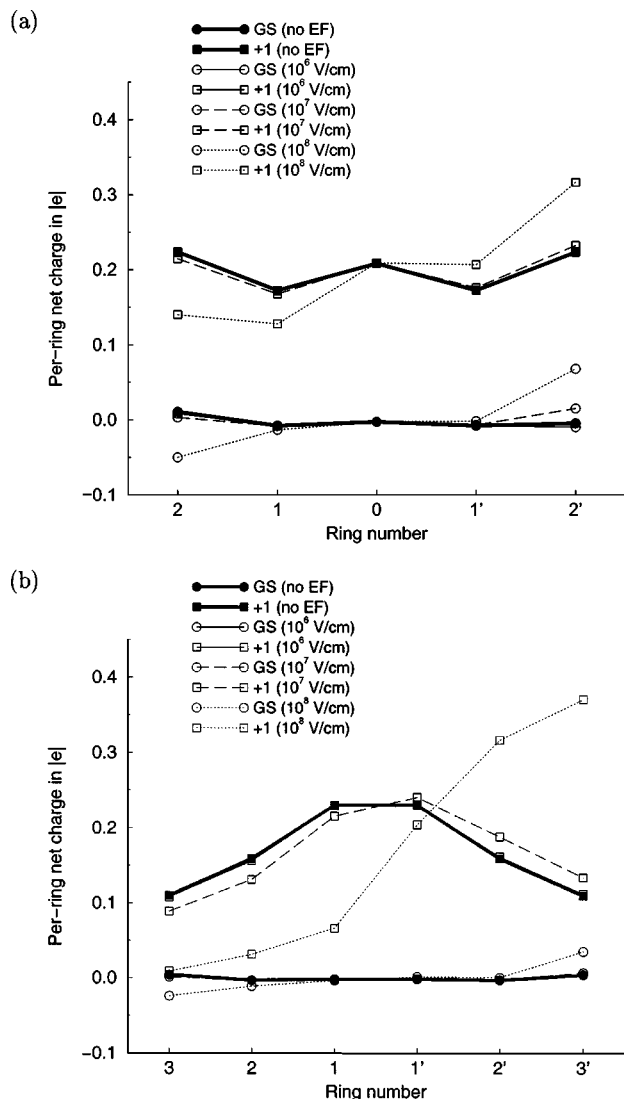 (a)
GS (no EF)
+1 (no EF)
GS (10⁶ V/cm)
+1 (10⁶ V/cm)
GS (10⁷ V/cm)
+1 (10⁷ V/cm)
GS (10⁸ V/cm)
+1 (10⁸ V/cm)
0.4
0.3
0.2
0.1
0.0
−0.1
Per−ring net charge in |e|
2 1 0 1' 2'
Ring number
(b)
GS (no EF)
+1 (no EF)
GS (10⁶ V/cm)
+1 (10⁶ V/cm)
GS (10⁷ V/cm)
+1 (10⁷ V/cm)
GS (10⁸ V/cm)
+1 (10⁸ V/cm)
0.4
0.3
0.2
0.1
0.0
−0.1
Per−ring net charge in |e|
3 2 1 1' 2' 3'
Ring number